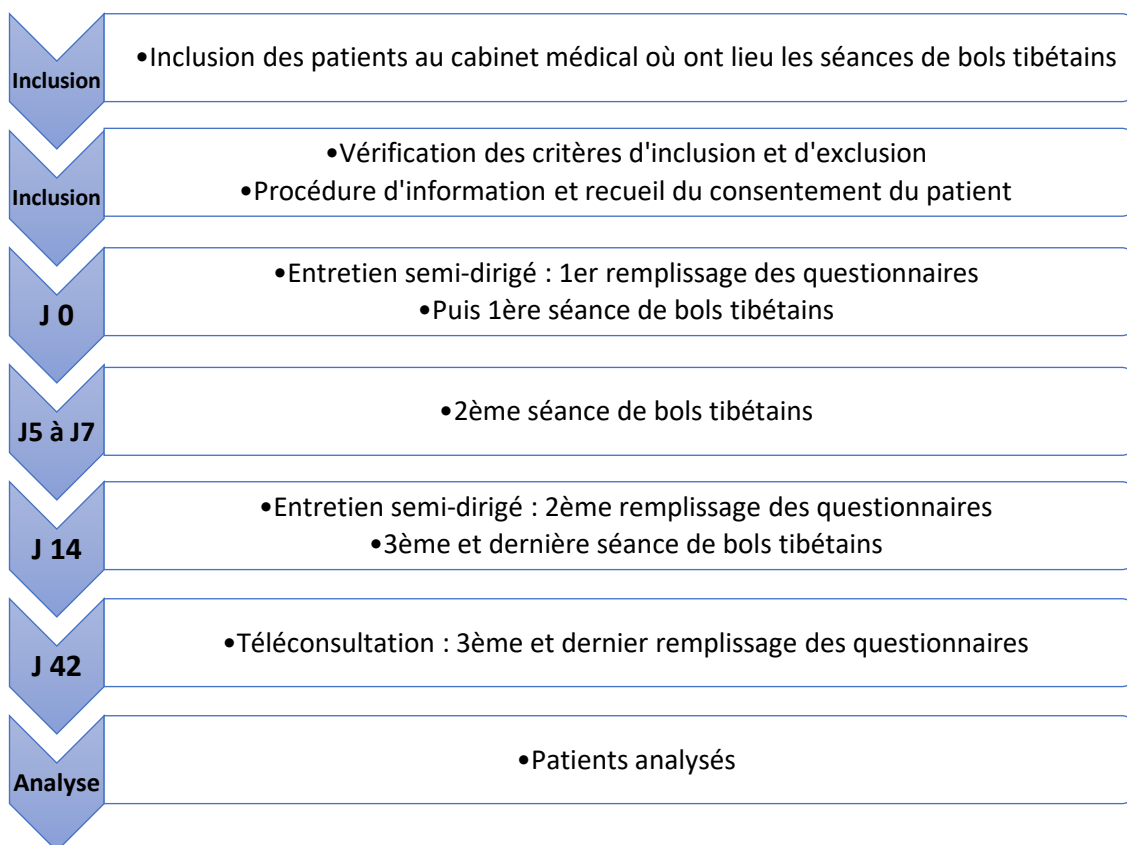 Inclusion
•Inclusion des patients au cabinet médical où ont lieu les séances de bols tibétains
Inclusion
•Vérification des critères d'inclusion et d'exclusion
•Procédure d'information et recueil du consentement du patient
J 0
•Entretien semi-dirigé : 1er remplissage des questionnaires
•Puis 1ère séance de bols tibétains
J5 à J7
•2ème séance de bols tibétains
J 14
•Entretien semi-dirigé : 2ème remplissage des questionnaires
•3ème et dernière séance de bols tibétains
J 42
•Téléconsultation : 3ème et dernier remplissage des questionnaires
Analyse
•Patients analysés